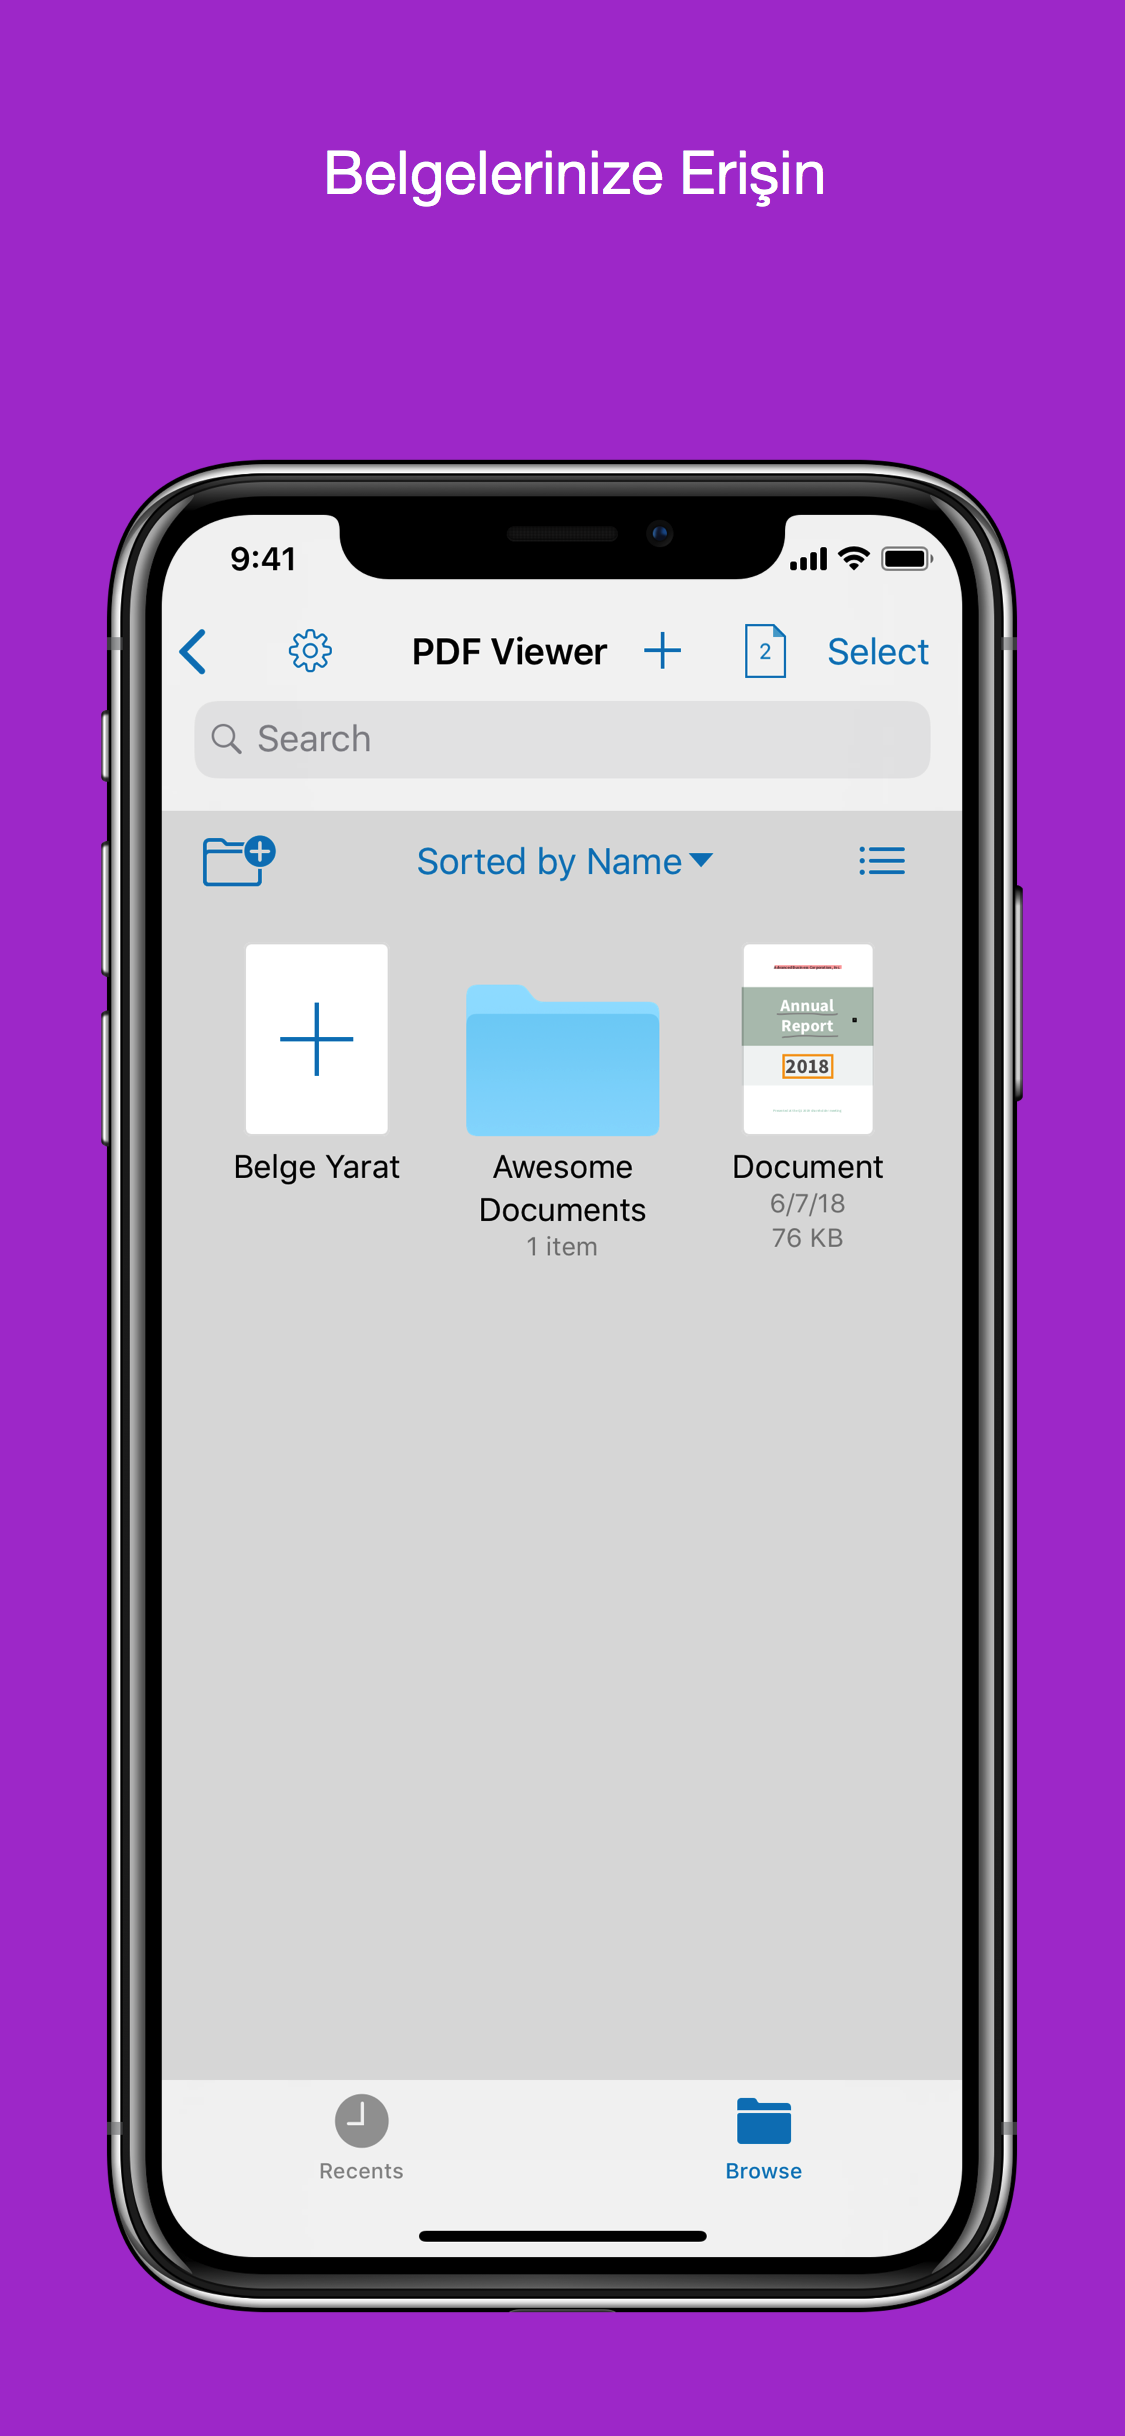 Belgelerinize Erişin
9:41
PDF Viewer
2
Select
Search
Sorted by Name
Annual
Report
2018
Belge Yarat
Awesome
Documents
1 item
Document
6/7/18
76 KB
Recents
Browse